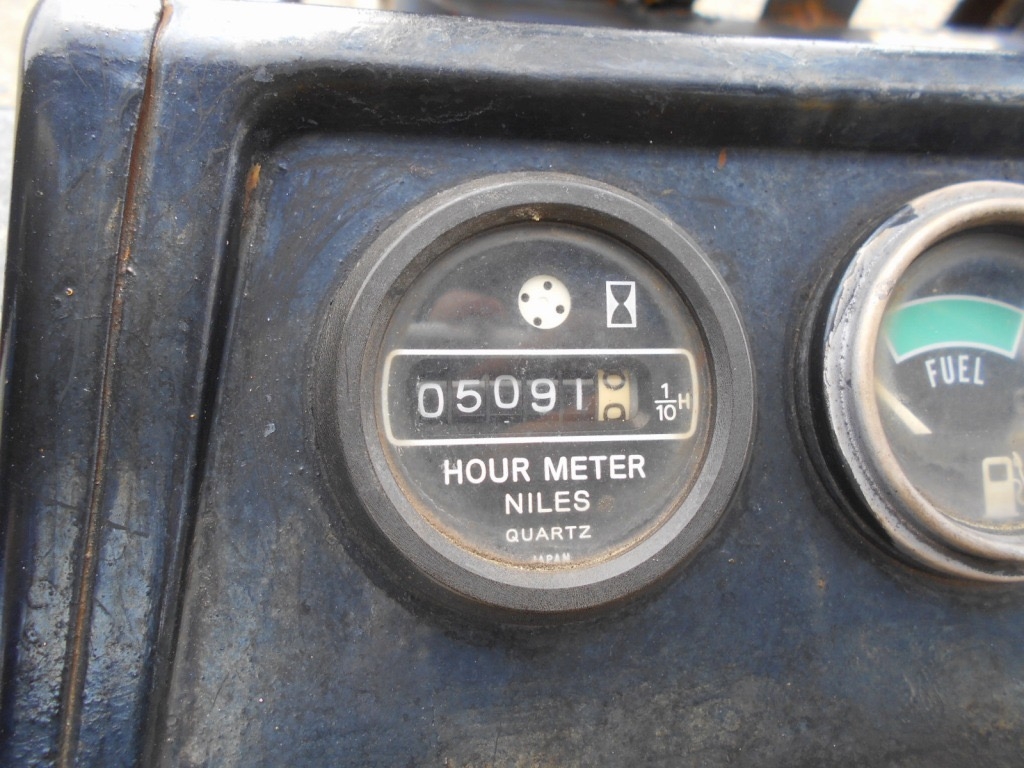 05091
1/10 H
HOUR METER
NILES
QUARTZ
JAPAN
FUEL